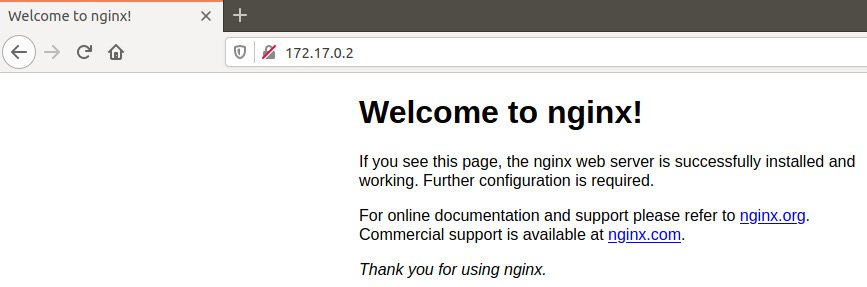 Welcome to nginx!
172.17.0.2
Welcome to nginx!
If you see this page, the nginx web server is successfully installed and
working. Further configuration is required.
For online documentation and support please refer to nginx.org.
Commercial support is available at nginx.com.
Thank you for using nginx.